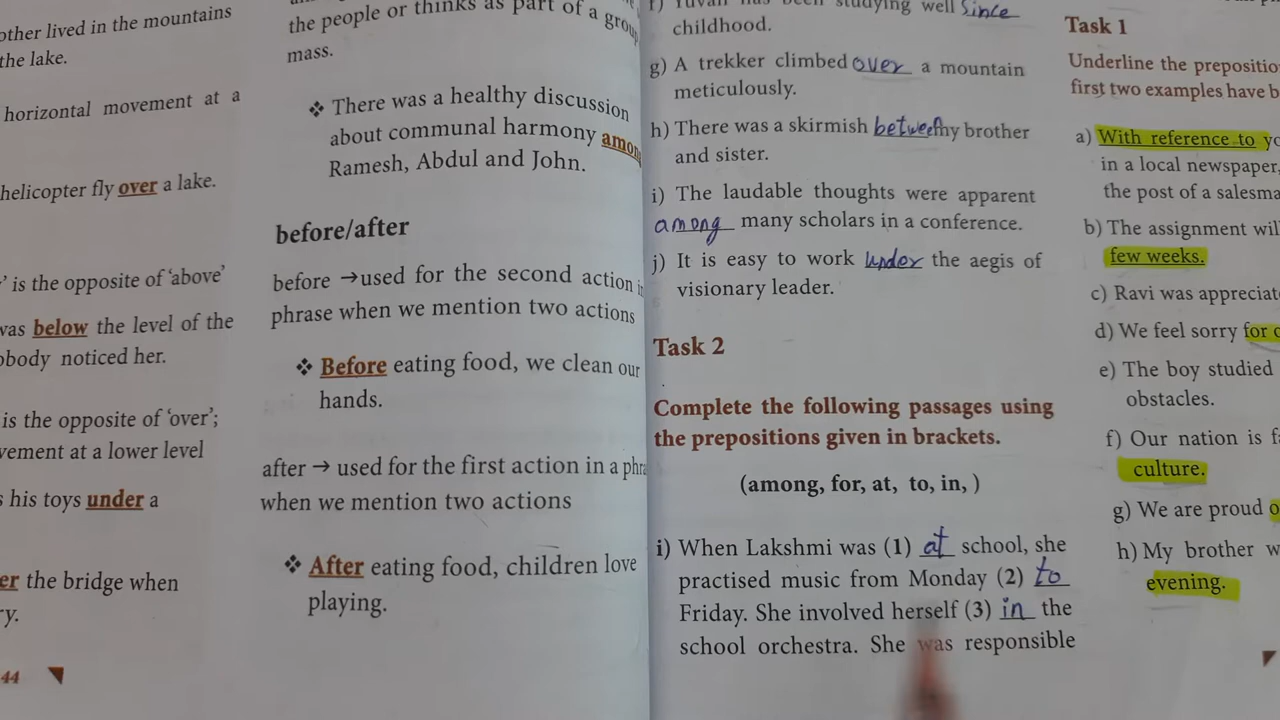 other lived in the mountains
the lake.
horizontal movement at a
helicopter fly over a lake.
is the opposite of 'above'
was below the level of the
noticed her.
is the opposite of 'over';
at a lower level
his toys under a
the bridge when
44
the people or thinks as part of a group
mass.
❖ There was a healthy discussion
about communal harmony
Ramesh, Abdul and John.
before/after
before →used for the second action
phrase when we mention two actions
❖ Before eating food, we clean our
hands.
after → used for the first action in a
when we mention two actions
❖ After eating food, children love
playing.
f) Yuvan has been studying well since
childhood.
g) A trekker climbed over a mountain
meticulously.
h) There was a skirmish between my brother
and sister.
i) The laudable thoughts were apparent
among many scholars in a conference.
j) It is easy to work under the aegis of
visionary leader.
Task 2
Complete the following passages using
the prepositions given in brackets.
(among, for, at, to, in, )
i) When Lakshmi was (1) at school, she
practised music from Monday (2) to
Friday. She involved herself (3) in the
school orchestra. She was responsible
Task 1
Underline the
first two examples have
a) With reference to
in a local newspaper,
the post of a
b) The assignment
few weeks.
c) Ravi was
d) We feel sorry for
e) The boy studied
obstacles.
f) Our nation is
culture.
g) We are proud
h) My brother
evening.